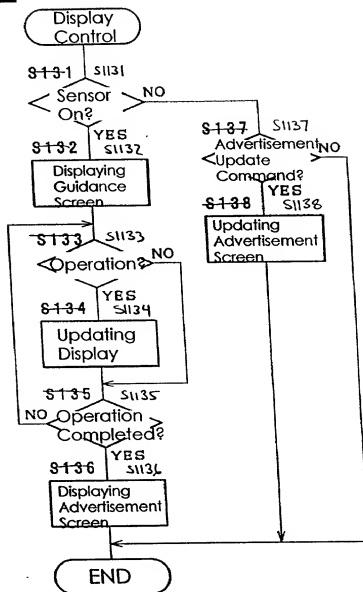 Display
Control
S131 S1131
Sensor
On?
NO
YES
S132 S1132
Displaying
Guidance
Screen
S133 S1133
Operation?
NO
YES
S134 S1134
Updating
Display
S135 S1135
Operation
Completed?
NO
YES
S136 S1136
Displaying
Advertisement
Screen
S137 S1137
Advertisement
Update
Command?
NO
YES
S138 S1138
Updating
Advertisement
Screen
END